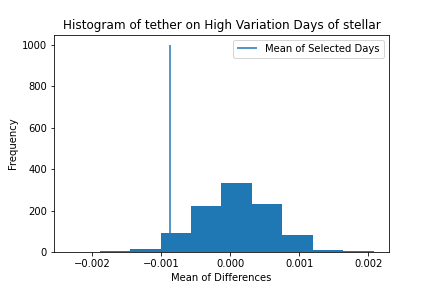 Histogram of tether on High Variation Days of stellar
Mean of Selected Days
1000
800
600
400
200
0
Frequency
−0.002
−0.001
0.000
0.001
0.002
Mean of Differences